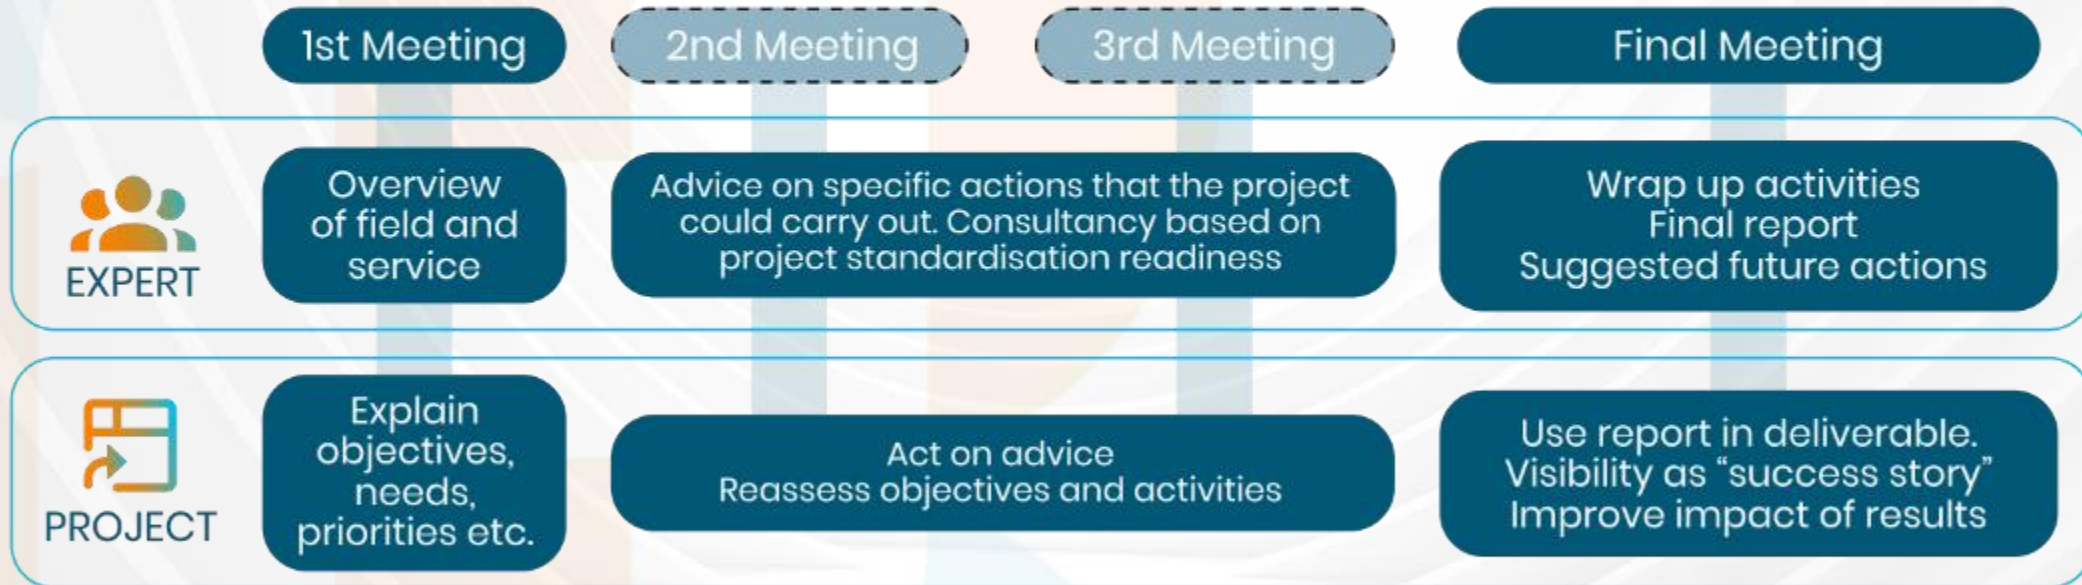 1st Meeting
2nd Meeting
3rd Meeting
Final Meeting
EXPERT
Overview
of field and
service
Advice on specific actions that the project
could carry out. Consultancy based on
project standardisation readiness
Wrap up activities
Final report
Suggested future actions
PROJECT
Explain
objectives,
needs,
priorities etc.
Act on advice
Reassess objectives and activities
Use report in deliverable.
Visibility as “success story”
Improve impact of results